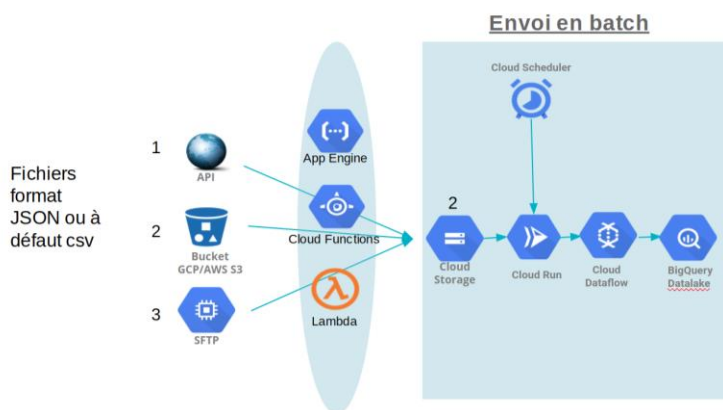 Envoi en batch
Cloud Scheduler
1
API
App Engine
Fichiers
format
JSON ou à
défaut csv
2
Bucket
GCP/AWS S3
Cloud Functions
2
Cloud
Storage
Cloud Run
Cloud
Dataflow
BigQuery
Datalake
3
SFTP
Lambda